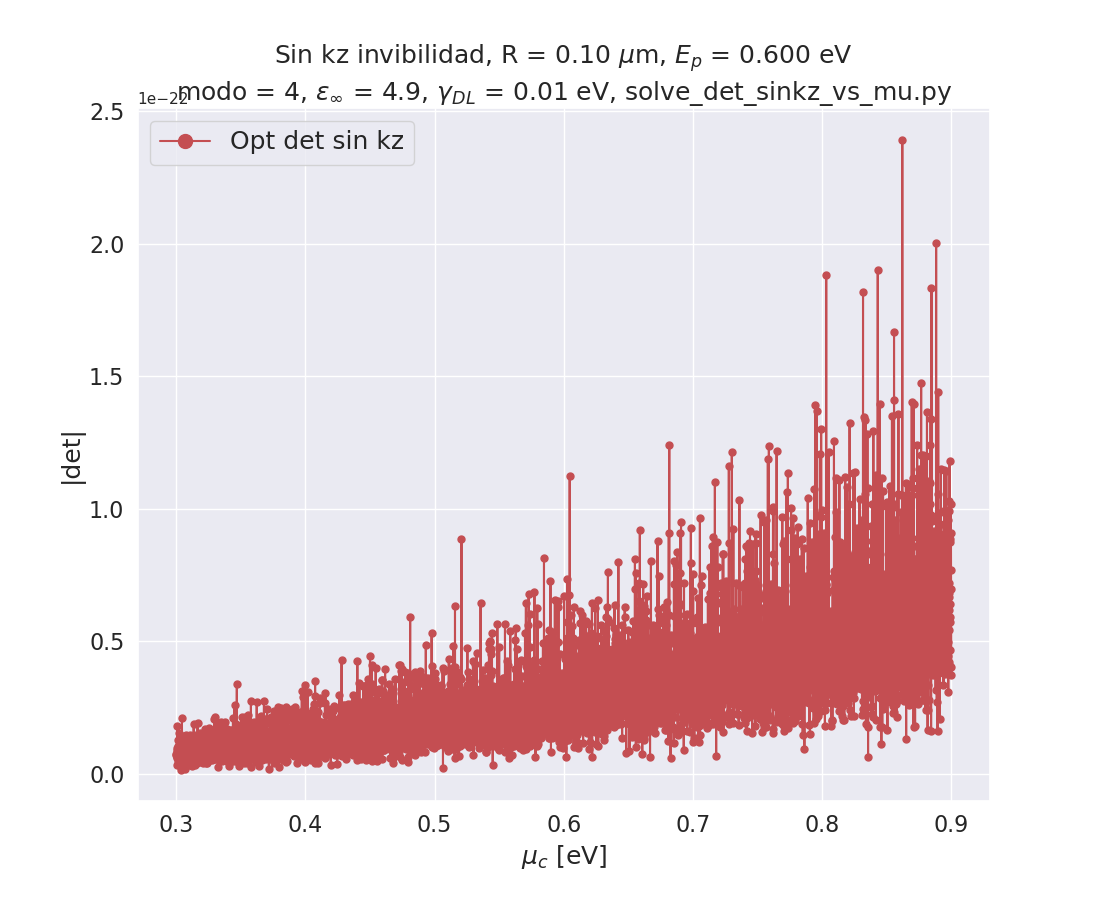 Sin kz invibilidad, R = 0.10 μm, E_p = 0.600 eV
modo = 4, ε_∞ = 4.9, γ_DL = 0.01 eV, solve_det_sinkz_vs_mu.py
1e−22
Opt det sin kz
2.5
2.0
1.5
1.0
0.5
0.0
|det|
0.3 0.4 0.5 0.6 0.7 0.8 0.9
μ_c [eV]